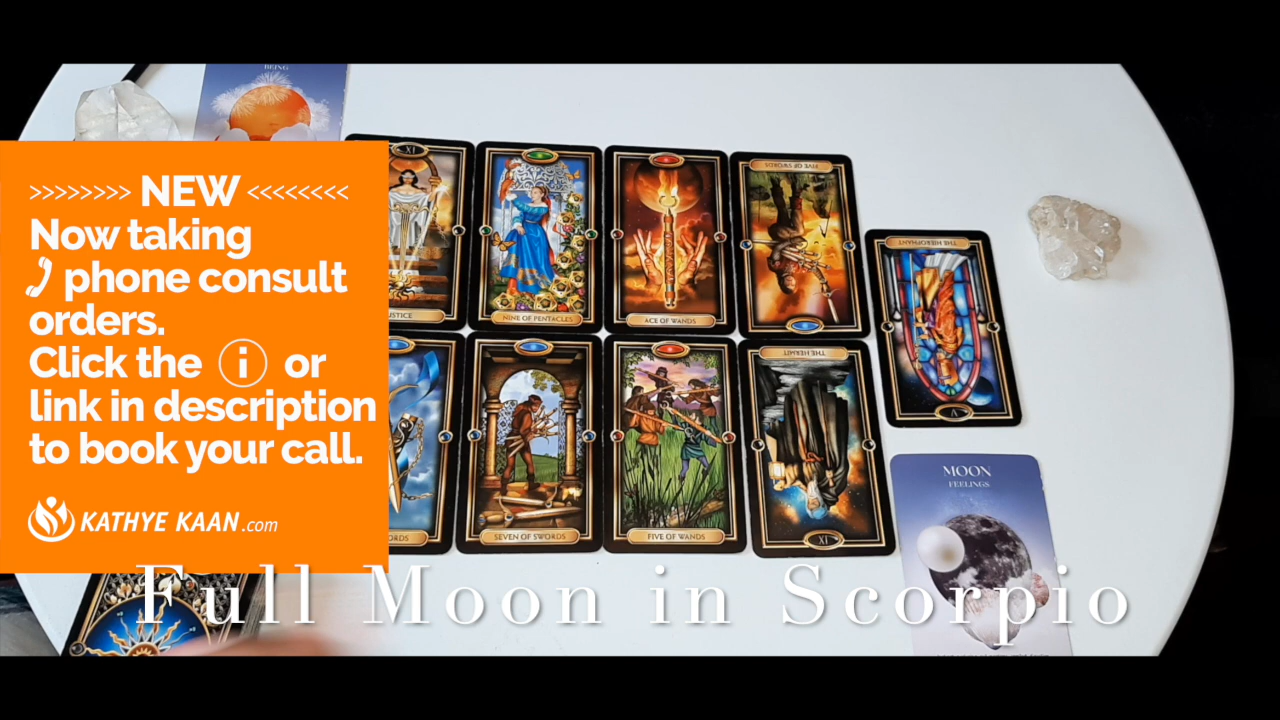 BEING
>>>>>>>> NEW <<<<<<<<
Now taking
phone consult
orders.
Click the i or
link in description
to book your call.
KATHYE KAAN.com
XI
NINE OF PENTACLES
ACE OF WANDS
FIVE OF SWORDS
THE HIEROPHANT
V
SEVEN OF SWORDS
FIVE OF WANDS
THE HERMIT
IX
MOON
FEELINGS
Full Moon in Scorpio